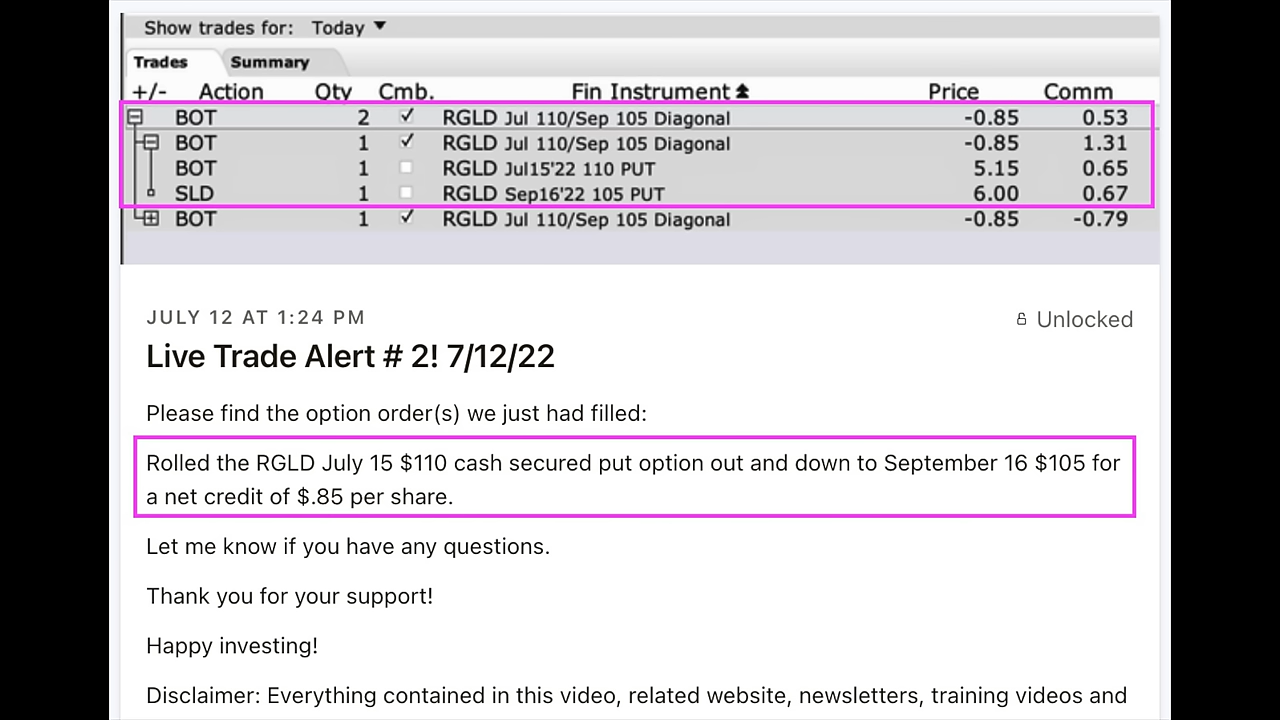 Show trades for: Today ▼
Trades Summary
+/- Action Qty Cmb. Fin Instrument Price Comm
BOT 2 ✓ RGLD Jul 110/Sep 105 Diagonal -0.85 0.53
BOT 1 ✓ RGLD Jul 110/Sep 105 Diagonal -0.85 1.31
BOT 1 RGLD Jul15'22 110 PUT 5.15 0.65
SLD 1 RGLD Sep16'22 105 PUT 6.00 0.67
BOT 1 ✓ RGLD Jul 110/Sep 105 Diagonal -0.85 -0.79
JULY 12 AT 1:24 PM
Unlocked
Live Trade Alert # 2! 7/12/22
Please find the option order(s) we just had filled:
Rolled the RGLD July 15 $110 cash secured put option out and down to September 16 $105 for
a net credit of $.85 per share.
Let me know if you have any questions.
Thank you for your support!
Happy investing!
Disclaimer: Everything contained in this video, related website, newsletters, training videos and